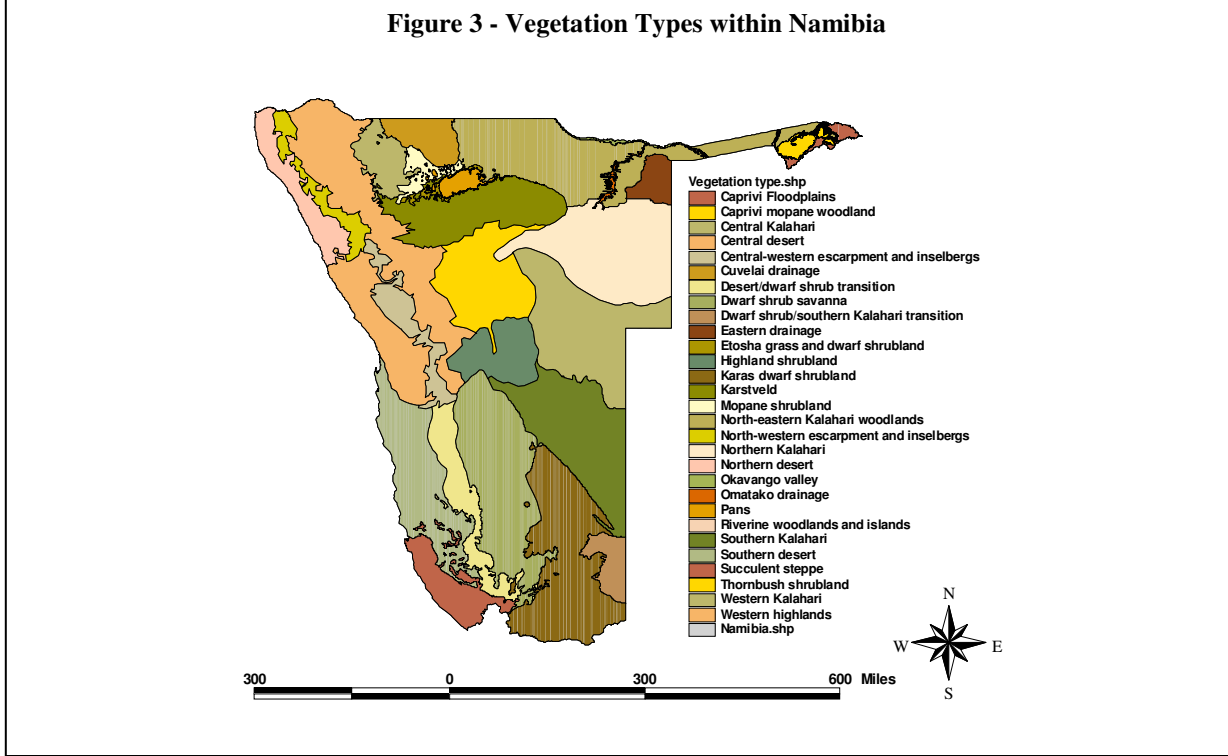 Figure 3 - Vegetation Types within Namibia
Vegetation type.shp
Caprivi Floodplains
Caprivi mopane woodland
Central Kalahari
Central desert
Central-western escarpment and inselbergs
Cuvelai drainage
Desert/dwarf shrub transition
Dwarf shrub savanna
Dwarf shrub/southern Kalahari transition
Eastern drainage
Etosha grass and dwarf shrubland
Highland shrubland
Karas dwarf shrubland
Karstveld
Mopane shrubland
North-eastern Kalahari woodlands
North-western escarpment and inselbergs
Northern Kalahari
Northern desert
Okavango valley
Omatako drainage
Pans
Riverine woodlands and islands
Southern Kalahari
Southern desert
Succulent steppe
Thornbush shrubland
Western Kalahari
Western highlands
Namibia.shp
N
W E
S
300 0 300 600 Miles